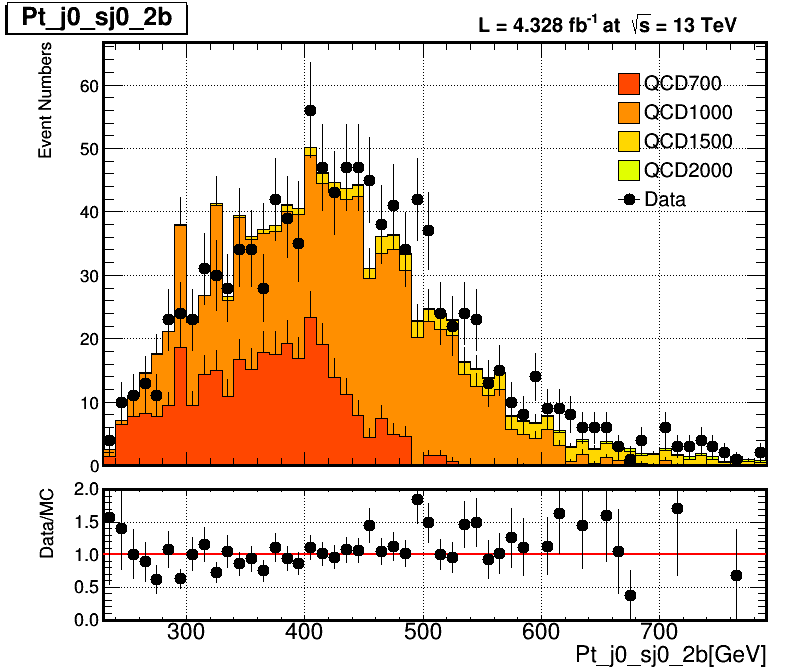 Pt_j0_sj0_2b
L = 4.328 fb⁻¹ at √s = 13 TeV
Event Numbers
60
50
40
30
20
10
0
QCD700
QCD1000
QCD1500
QCD2000
Data
Data/MC
2.0
1.5
1.0
0.5
0.0
300 400 500 600 700
Pt_j0_sj0_2b[GeV]